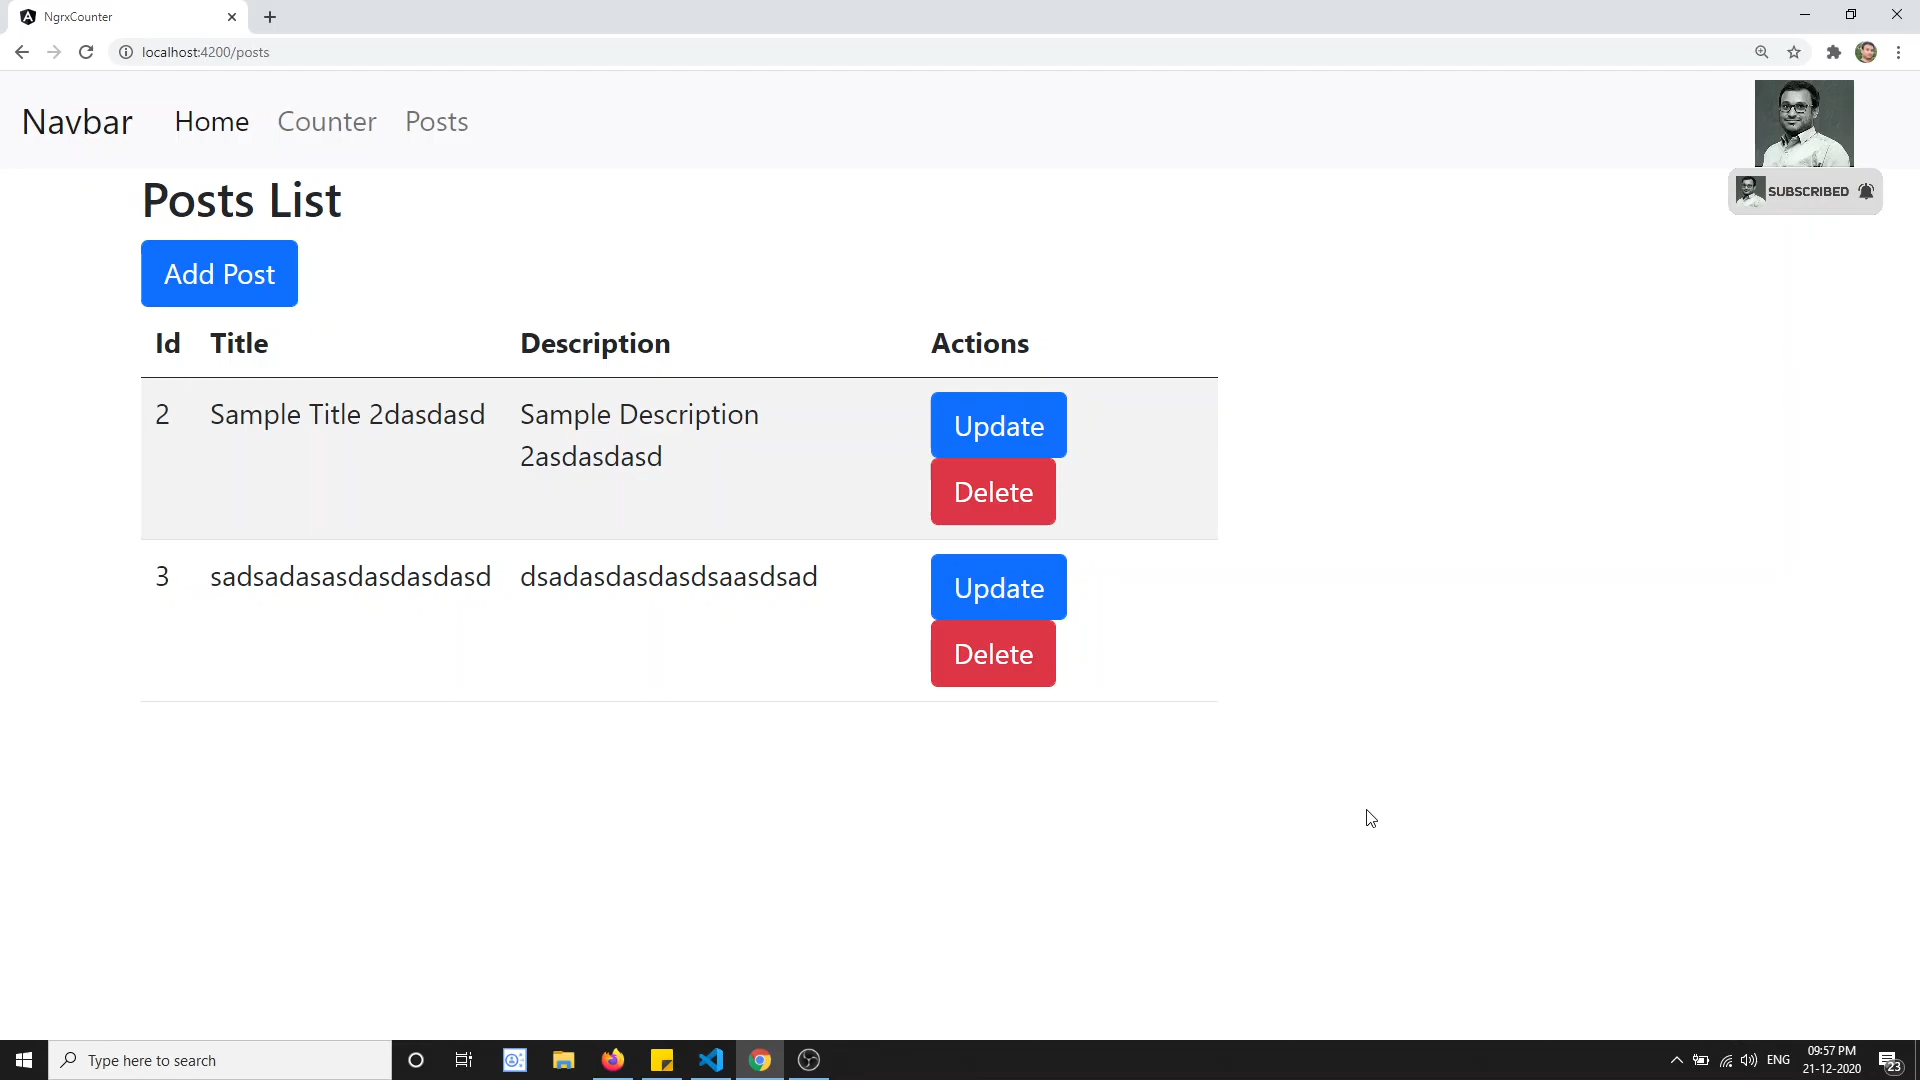 NgrxCounter
localhost:4200/posts
Navbar Home Counter Posts
SUBSCRIBED
Posts List
Add Post
Id Title Description Actions
2 Sample Title 2dasdasd Sample Description Update
2asdasdasd
Delete
3 sadsadasasdasdasdasd dsadasdasdasdsaasdsad Update
Delete
Type here to search
ENG
09:57 PM
21-12-2020
23